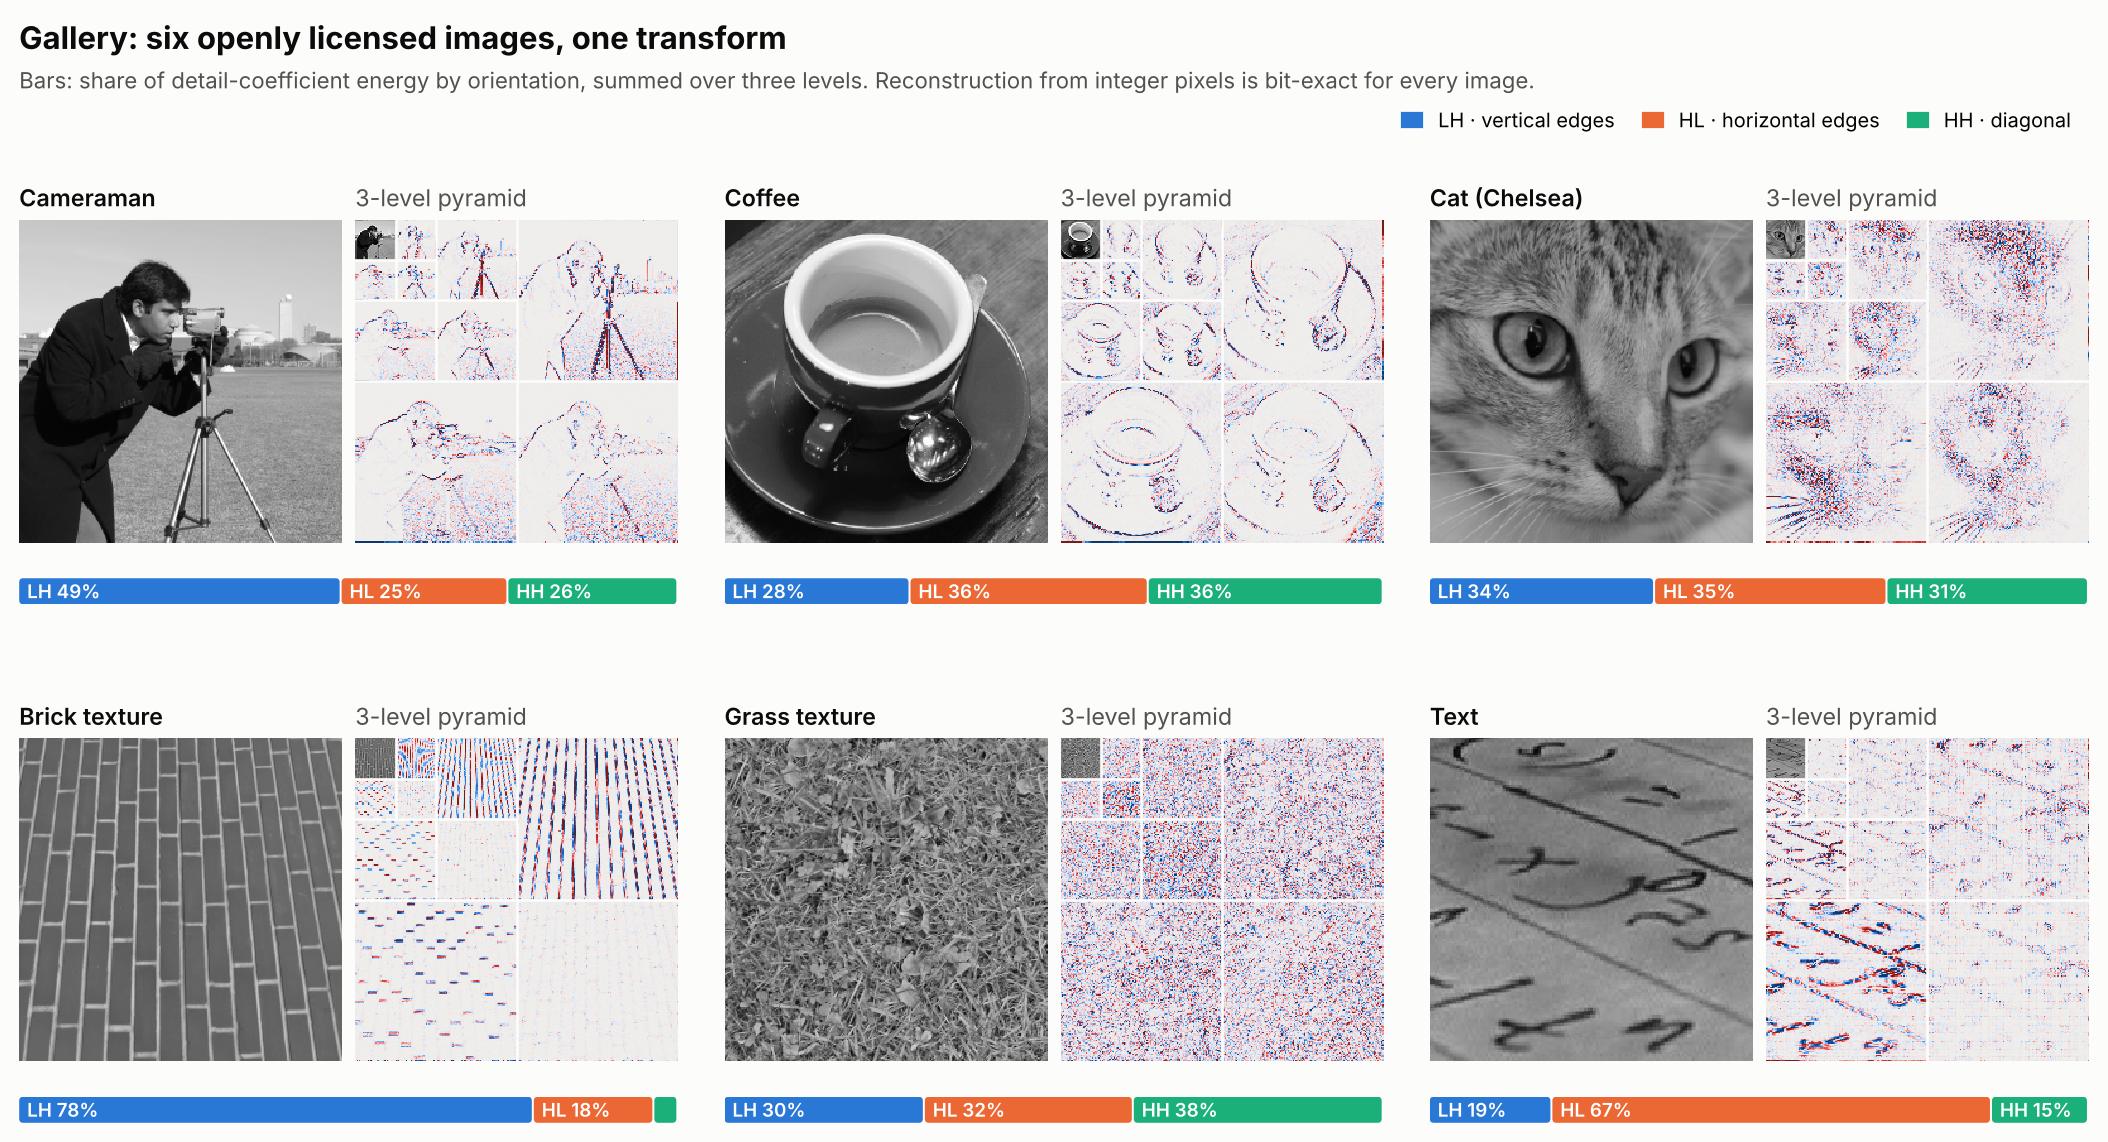 Gallery: six openly licensed images, one transform
Bars: share of detail-coefficient energy by orientation, summed over three levels. Reconstruction from integer pixels is bit-exact for every image.
LH · vertical edges HL · horizontal edges HH · diagonal
Cameraman 3-level pyramid Coffee 3-level pyramid Cat (Chelsea) 3-level pyramid
LH 49% HL 25% HH 26% LH 28% HL 36% HH 36% LH 34% HL 35% HH 31%
Brick texture 3-level pyramid Grass texture 3-level pyramid Text 3-level pyramid
LH 78% HL 18% LH 30% HL 32% HH 38% LH 19% HL 67% HH 15%